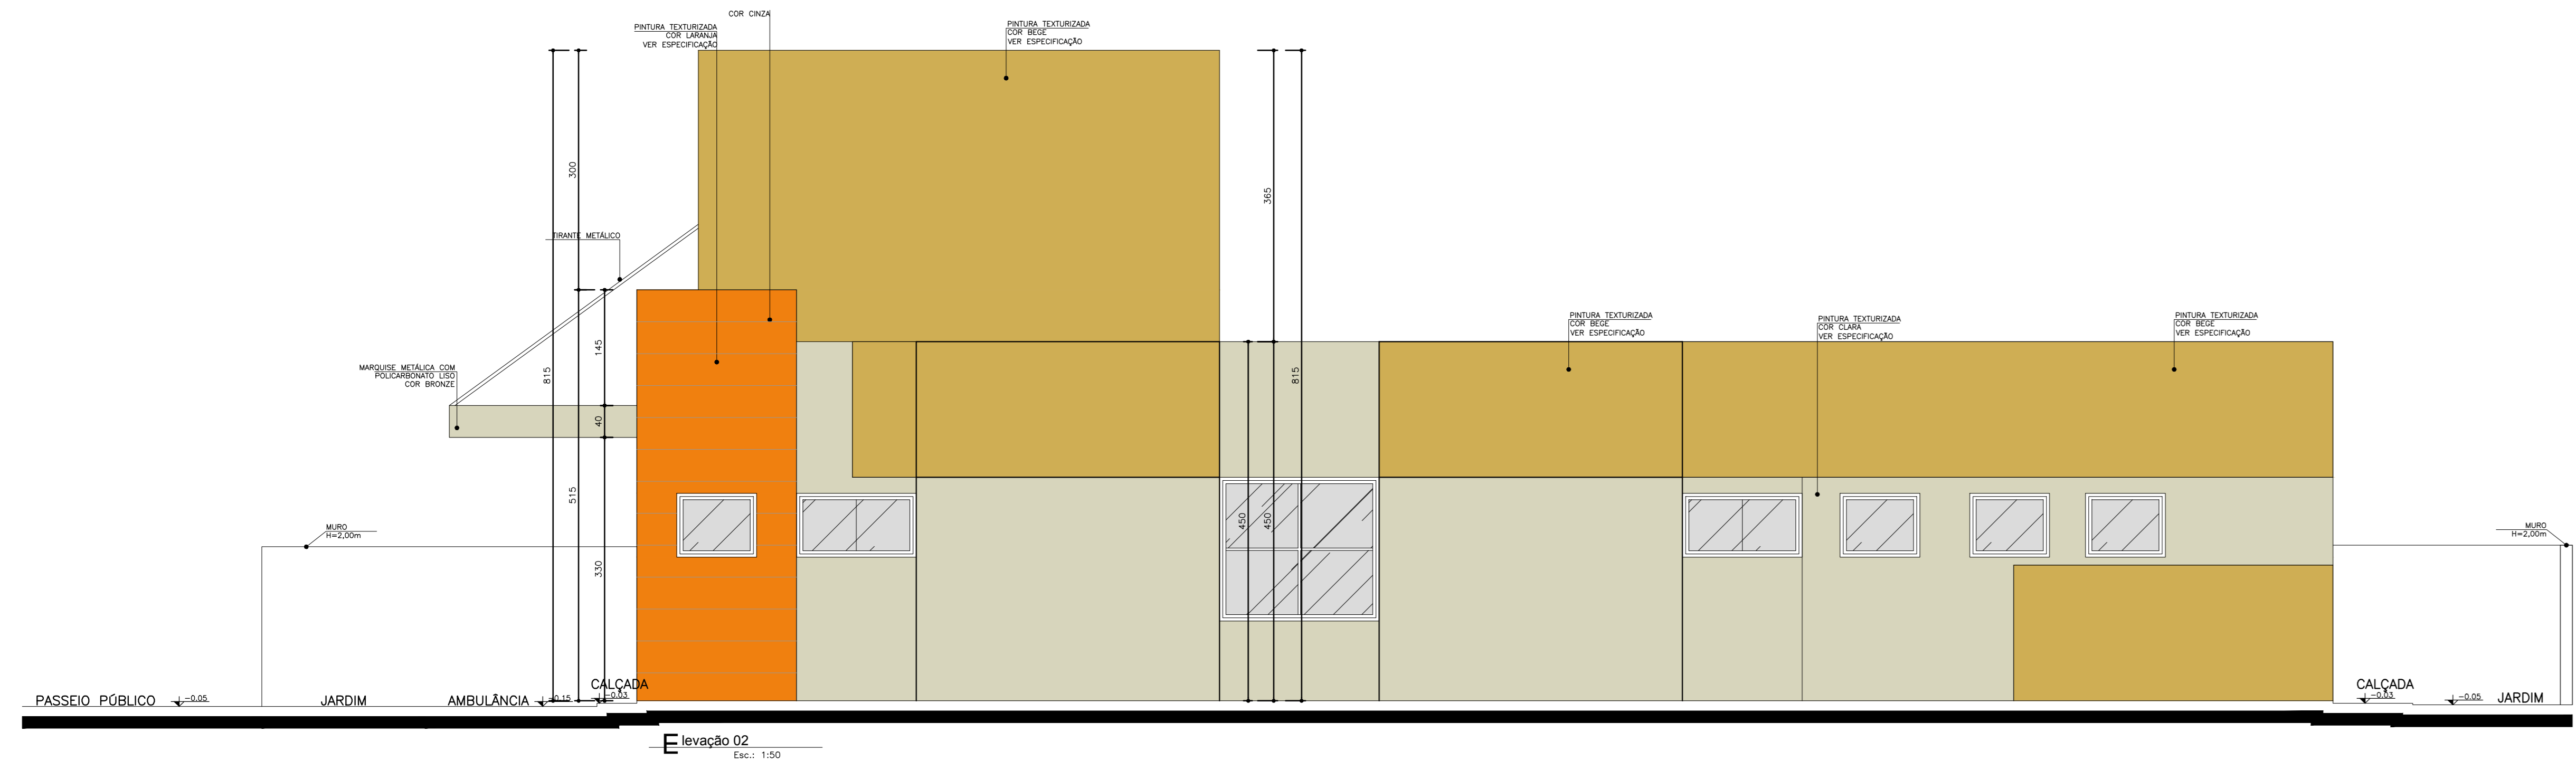 COR CINZA
PINTURA TEXTURIZADA
COR LARANJA
VER ESPECIFICAÇÃO
PINTURA TEXTURIZADA
COR BEGE
VER ESPECIFICAÇÃO
300
365
TIRANTE METÁLICO
PINTURA TEXTURIZADA
COR BEGE
VER ESPECIFICAÇÃO
PINTURA TEXTURIZADA
COR CLARA
VER ESPECIFICAÇÃO
PINTURA TEXTURIZADA
COR BEGE
VER ESPECIFICAÇÃO
MARQUISE METÁLICA COM
POLICARBONATO LISO
COR BRONZE
815
145
815
40
515
450
450
330
MURO
H=2,00m
MURO
H=2,00m
PASSEIO PÚBLICO
-0.05
JARDIM
AMBULÂNCIA
-0.15
CALÇADA
-0.03
CALÇADA
-0.03
-0.05
JARDIM
Elevação 02
Esc.: 1:50